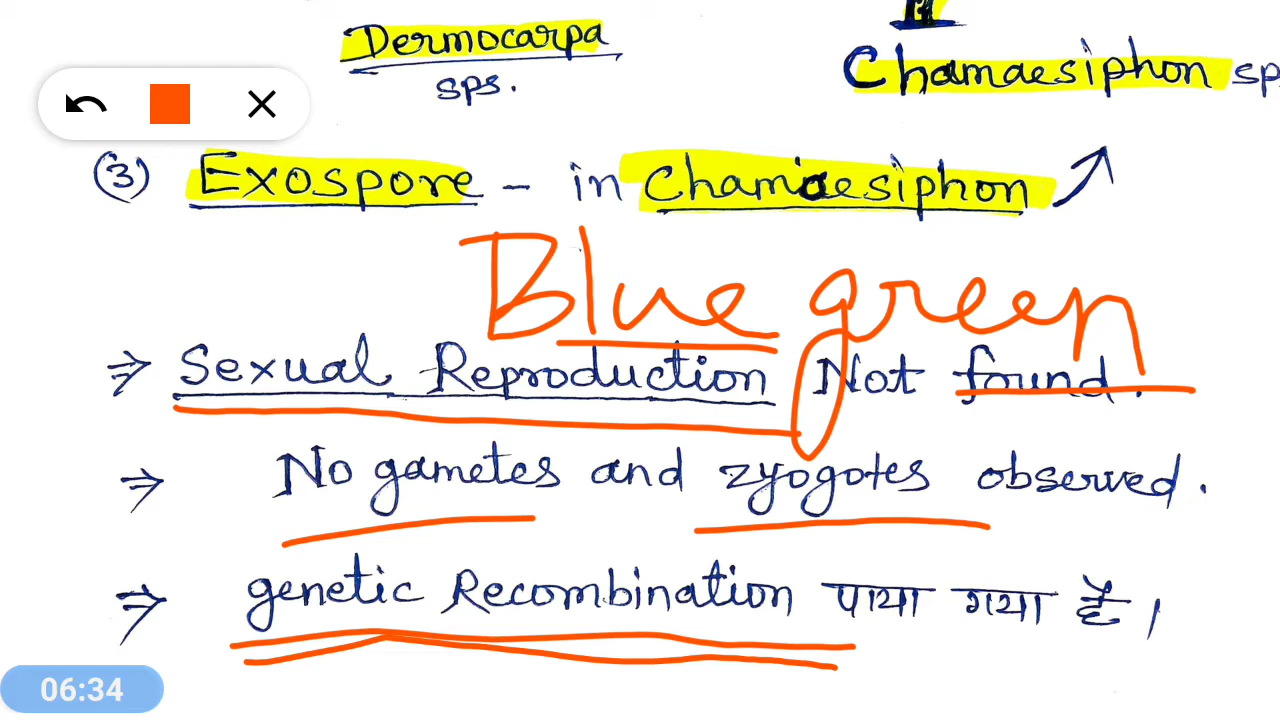 Dermocarpa
sps.
Chamaesiphon sp
(3) Exospore - in Chamaesiphon
Blue green
⇒ Sexual Reproduction Not found.
⇒ No gametes and zyogotes observed.
⇒ genetic Recombination पाया गया है।
06:34